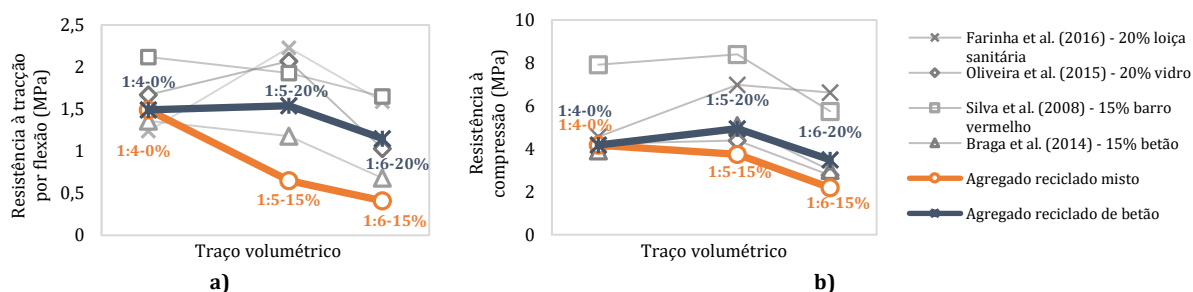 Resistência à tracção
por flexão (MPa)
2,5
2
1,5
1
0,5
0
1:4-0%
1:4-0%
1:5-20%
1:5-15%
1:6-20%
1:6-15%
Traço volumétrico
a)
Resistência à
compressão (MPa)
10
8
6
4
2
0
1:4-0%
1:4-0%
1:5-20%
1:5-15%
1:6-20%
1:6-15%
Traço volumétrico
b)
Farinha et al. (2016) - 20% loiça
sanitária
Oliveira et al. (2015) - 20% vidro
Silva et al. (2008) - 15% barro
vermelho
Braga et al. (2014) - 15% betão
Agregado reciclado misto
Agregado reciclado de betão